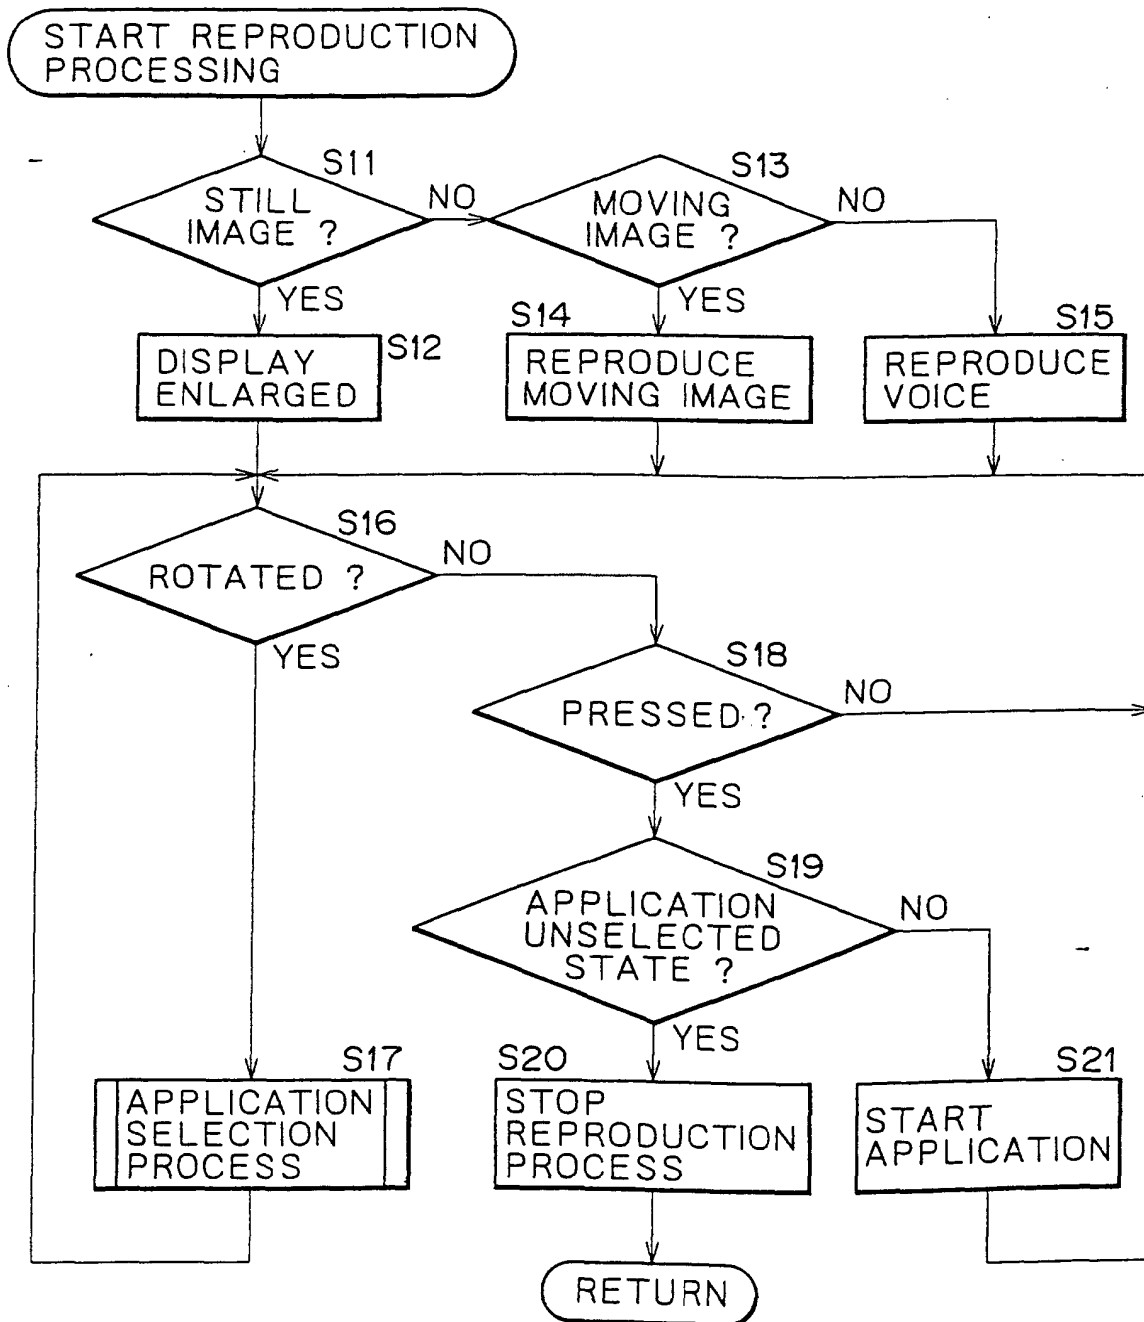 START REPRODUCTION
PROCESSING
S11
STILL
IMAGE ?
NO
YES
S13
MOVING
IMAGE ?
NO
YES
S12
DISPLAY
ENLARGED
S14
REPRODUCE
MOVING IMAGE
S15
REPRODUCE
VOICE
S16
ROTATED ?
NO
YES
S18
PRESSED ?
NO
YES
S19
APPLICATION
UNSELECTED
STATE ?
NO
YES
S17
APPLICATION
SELECTION
PROCESS
S20
STOP
REPRODUCTION
PROCESS
S21
START
APPLICATION
RETURN